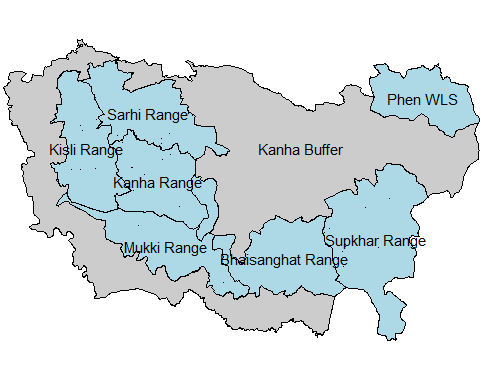 Phen WLS
Sarhi Range
Kisli Range
Kanha Buffer
Kanha Range
Mukki Range
Supkhar Range
Bhaisanghat Range